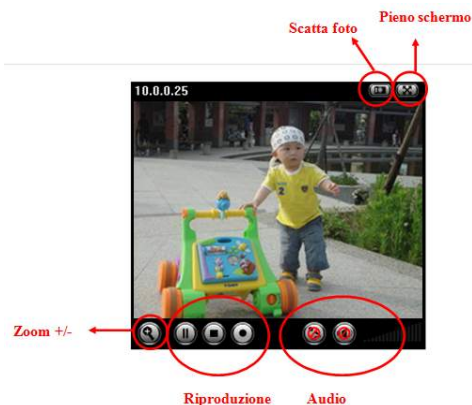 Pieno schermo
Scatta foto
10.0.0.25
Zoom +/-
Riproduzione
Audio